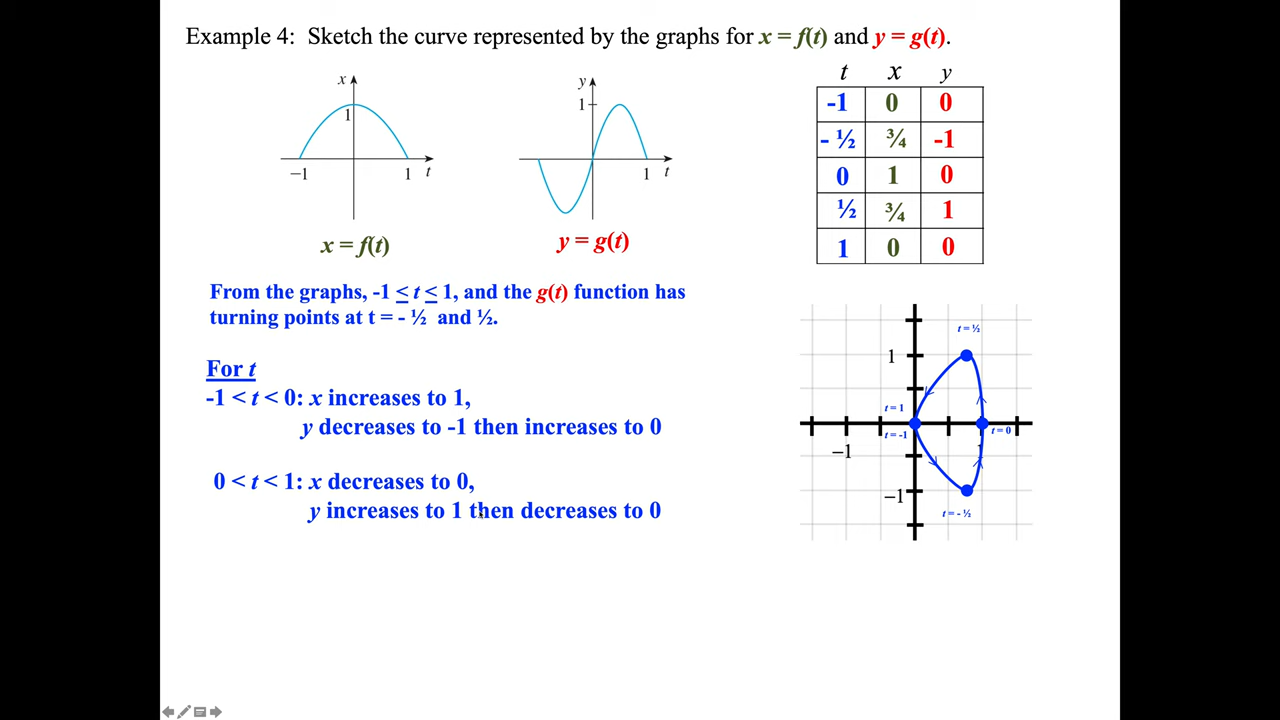 Example 4: Sketch the curve represented by the graphs for x = f(t) and y = g(t).
x
1
−1
1
t
x = f(t)
y
1
1
t
y = g(t)
t x y
-1 0 0
- ½ ¾ -1
0 1 0
½ ¾ 1
1 0 0
From the graphs, -1 ≤ t ≤ 1, and the g(t) function has
turning points at t = - ½ and ½.
For t
-1 < t < 0: x increases to 1,
y decreases to -1 then increases to 0
0 < t < 1: x decreases to 0,
y increases to 1 then decreases to 0
t = ½
1
t = 1
t = -1
t = 0
−1
1
−1
t = - ½